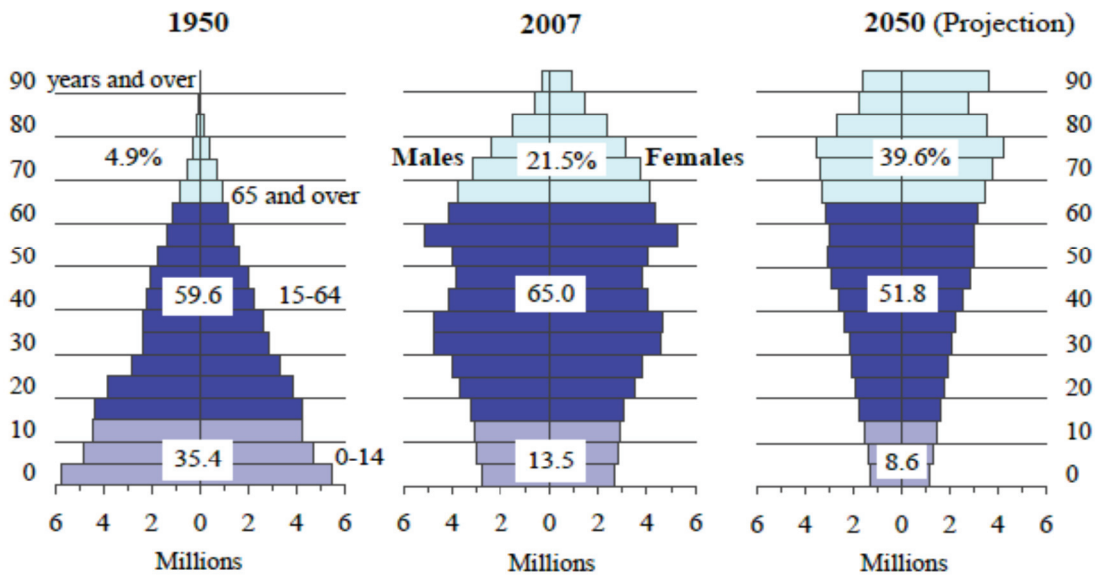 1950 2007 2050 (Projection)
90 years and over 90
80 80
4.9% Males 21.5% Females 39.6%
70 70
65 and over
60 60
50 50
59.6 15-64 65.0 51.8
40 40
30 30
20 20
10 10
35.4 0-14 13.5 8.6
0 0
6 4 2 0 2 4 6 6 4 2 0 2 4 6 6 4 2 0 2 4 6
Millions Millions Millions